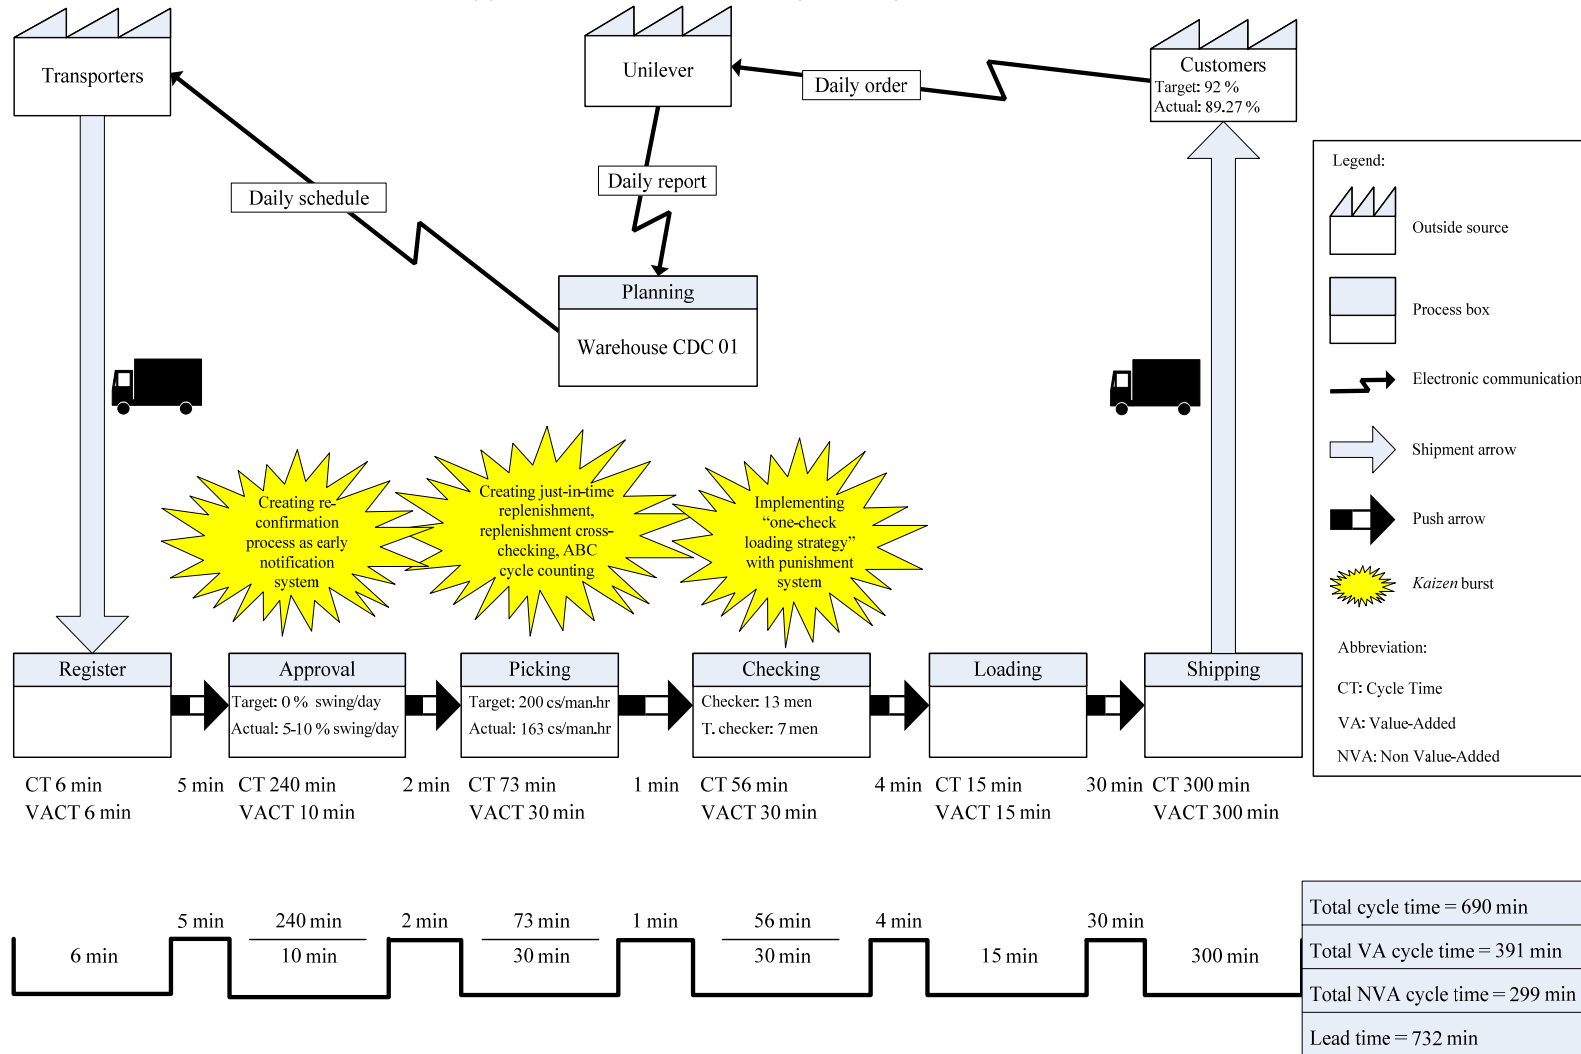 Transporters
Unilever
Customers
Target: 92 %
Actual: 89.27 %
Daily order
Daily report
Daily schedule
Planning
Warehouse CDC 01
Legend:
Outside source
Process box
Electronic communication
Shipment arrow
Push arrow
Kaizen burst
Abbreviation:
CT: Cycle Time
VA: Value-Added
NVA: Non Value-Added
Creating re-
confirmation
process as early
notification
system
Creating just-in-time
replenishment,
replenishment cross-
checking, ABC
cycle counting
Implementing
“one-check
loading strategy”
with punishment
system
Register
Approval
Target: 0 % swing/day
Actual: 5-10 % swing/day
Picking
Target: 200 cs/man.hr
Actual: 163 cs/man.hr
Checking
Checker: 13 men
T. checker: 7 men
Loading
Shipping
CT 6 min
VACT 6 min
5 min
CT 240 min
VACT 10 min
2 min
CT 73 min
VACT 30 min
1 min
CT 56 min
VACT 30 min
4 min
CT 15 min
VACT 15 min
30 min
CT 300 min
VACT 300 min
6 min
5 min
240 min
10 min
2 min
73 min
30 min
1 min
56 min
30 min
4 min
15 min
30 min
300 min
Total cycle time = 690 min
Total VA cycle time = 391 min
Total NVA cycle time = 299 min
Lead time = 732 min